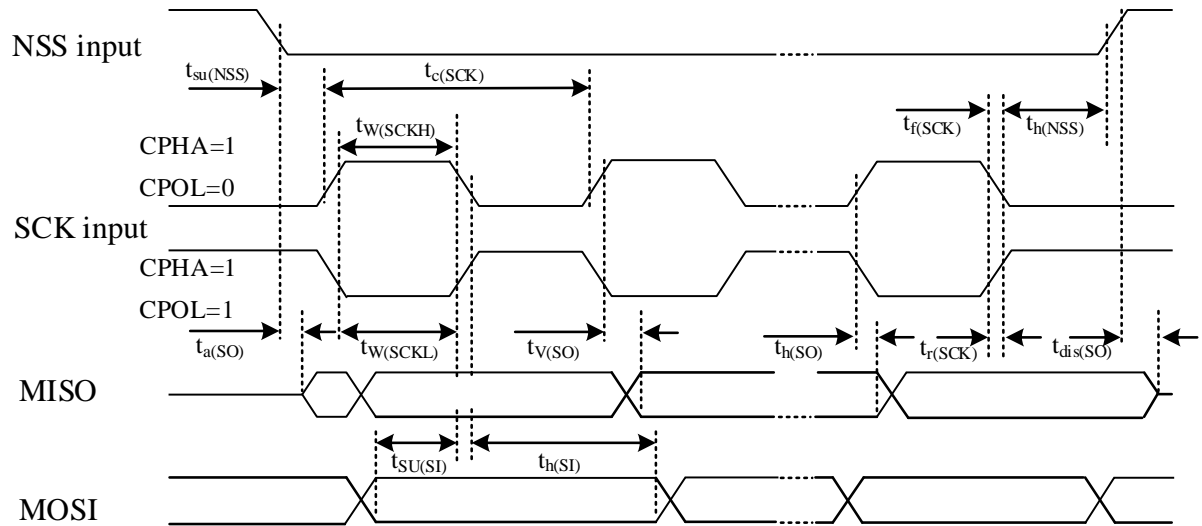 NSS input
tsu(NSS)
tc(SCK)
tf(SCK)
th(NSS)
tW(SCKH)
CPHA=1
CPOL=0
SCK input
CPHA=1
CPOL=1
ta(SO)
tW(SCKL)
tV(SO)
th(SO)
tr(SCK)
tdis(SO)
MISO
tSU(SI)
th(SI)
MOSI